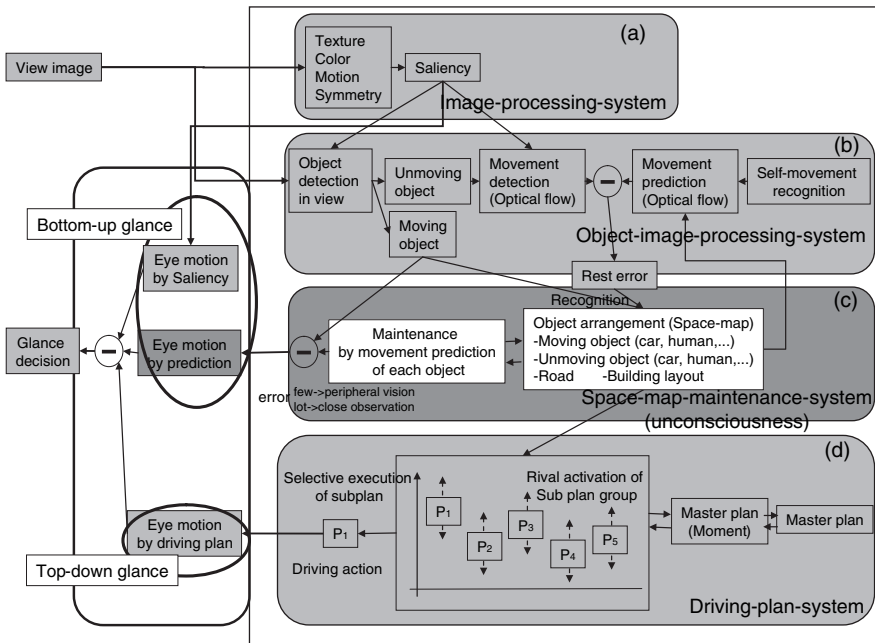 (a)
View image
Texture
Color
Motion
Symmetry
Saliency
Image-processing-system
(b)
Object
detection
in view
Unmoving
object
Movement
detection
(Optical flow)
Movement
prediction
(Optical flow)
Self-movement
recognition
Moving
object
Object-image-processing-system
Bottom-up glance
Eye motion
by Saliency
Rest error
Recognition
(c)
Glance
decision
Eye motion
by prediction
Maintenance
by movement prediction
of each object
Object arrangement (Space-map)
-Moving object (car, human,...)
-Unmoving object (car, human,...)
-Road -Building layout
error
few->peripheral vision
lot->close observation
Space-map-maintenance-system
(unconsciousness)
(d)
Selective execution
of subplan
Rival activation of
Sub plan group
P1
P2
P3
P4
P5
Eye motion
by driving plan
P1
Master plan
(Moment)
Master plan
Top-down glance
Driving action
Driving-plan-system